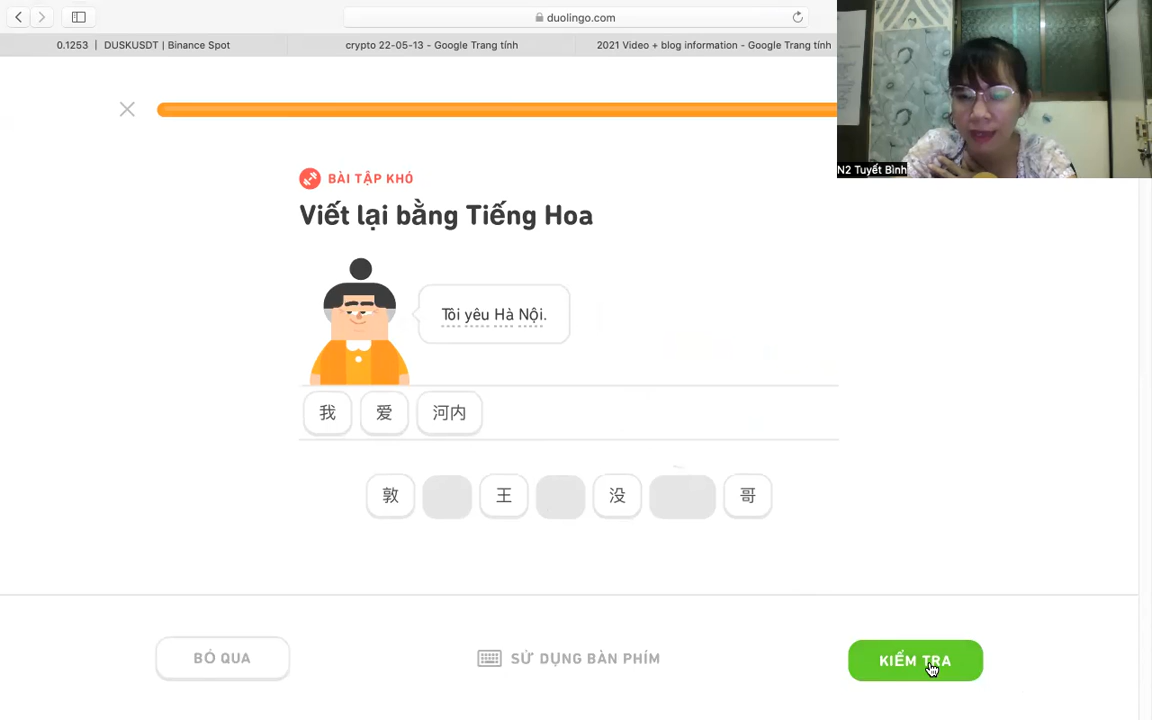 duolingo.com
0.1253 | DUSKUSDT | Binance Spot
crypto 22-05-13 - Google Trang tính
2021 Video + blog information - Google Trang tính
N2 Tuyết Bình
BÀI TẬP KHÓ
Viết lại bằng Tiếng Hoa
Tôi yêu Hà Nội.
我 爱 河内
敦 王 没 哥
BỎ QUA
SỬ DỤNG BÀN PHÍM
KIỂM TRA